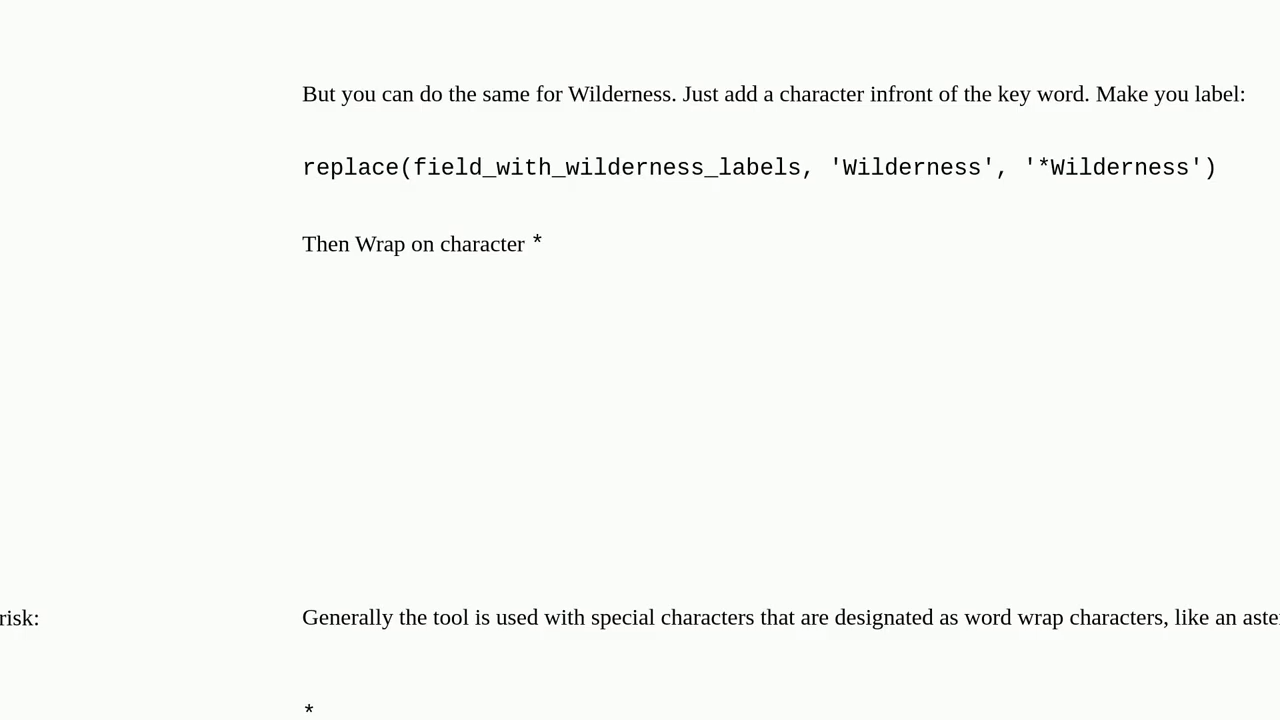 But you can do the same for Wilderness. Just add a character infront of the key word. Make you label:
replace(field_with_wilderness_labels, 'Wilderness', '*Wilderness')
Then Wrap on character *
Generally the tool is used with special characters that are designated as word wrap characters, like an aste
risk:
*